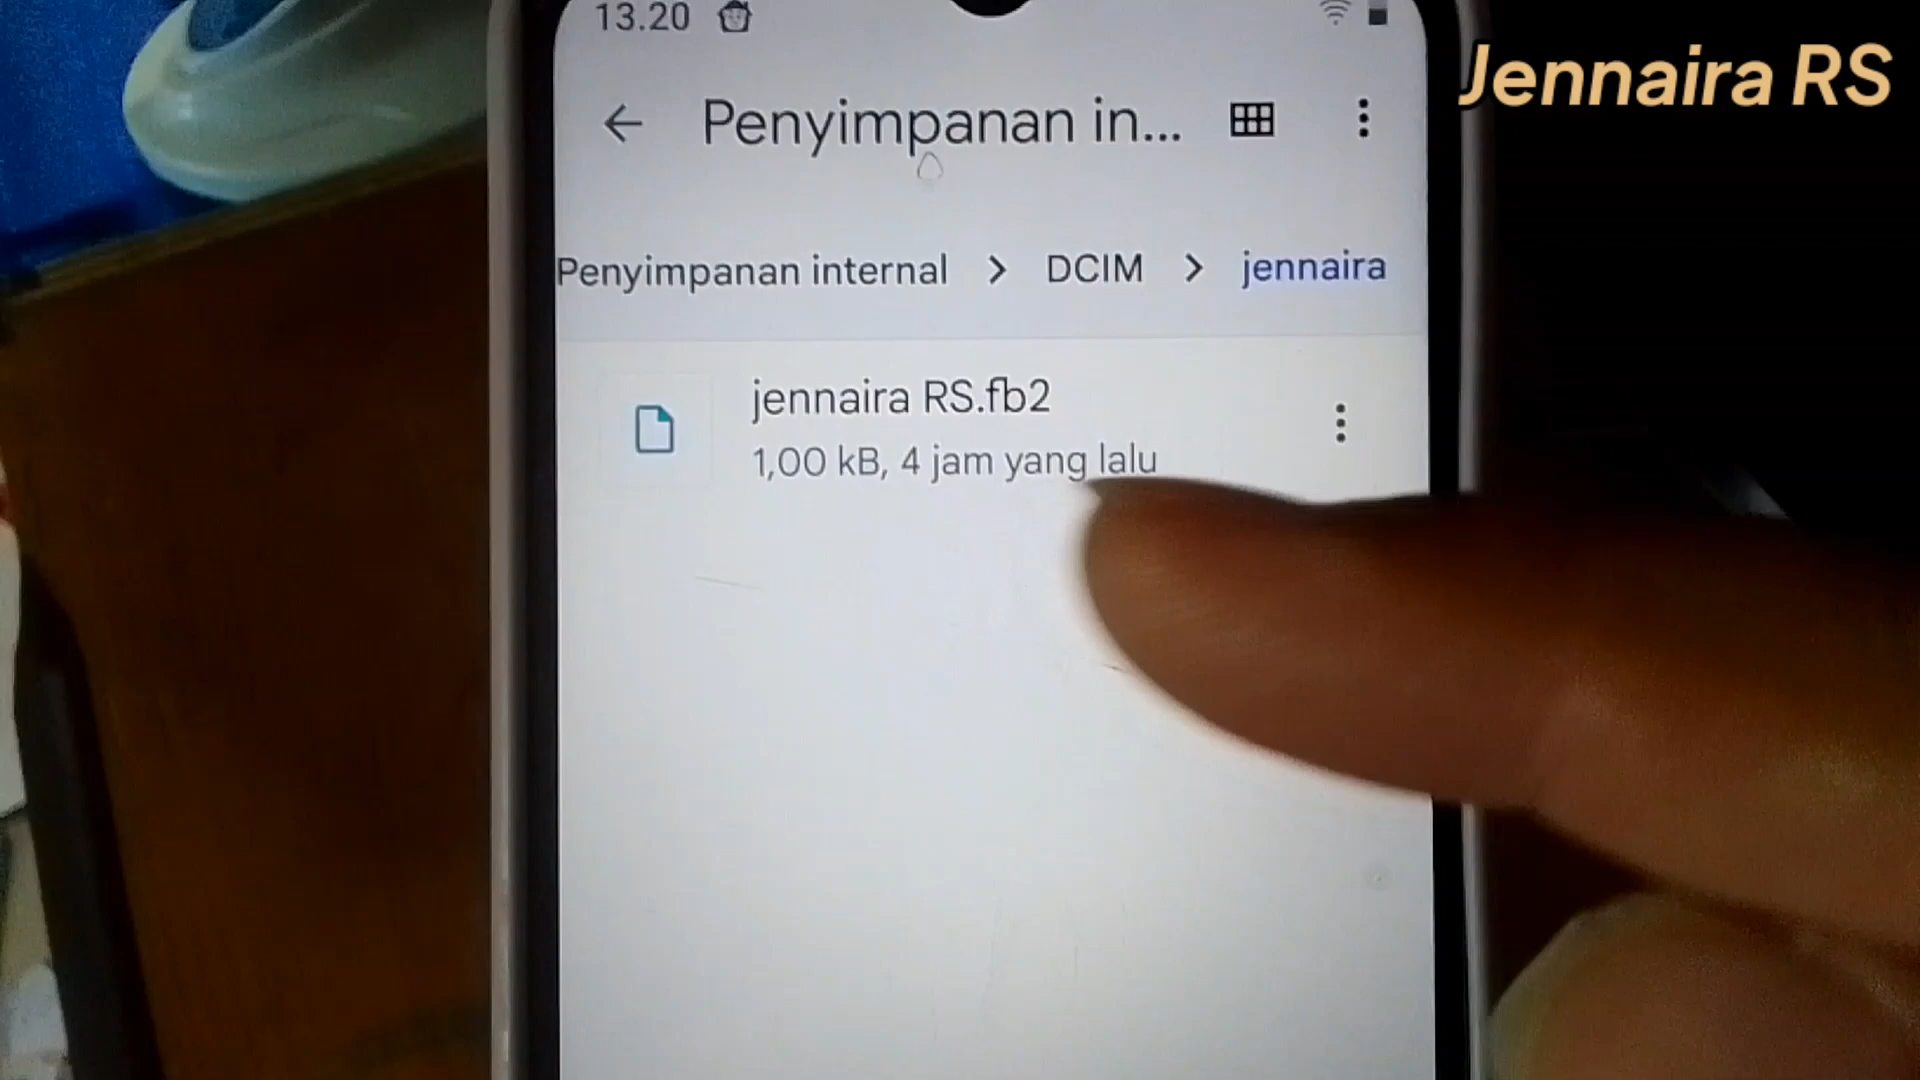 13.20
Jennaira RS
Penyimpanan in...
Penyimpanan internal > DCIM > jennaira
jennaira RS.fb2
1,00 kB, 4 jam yang lalu